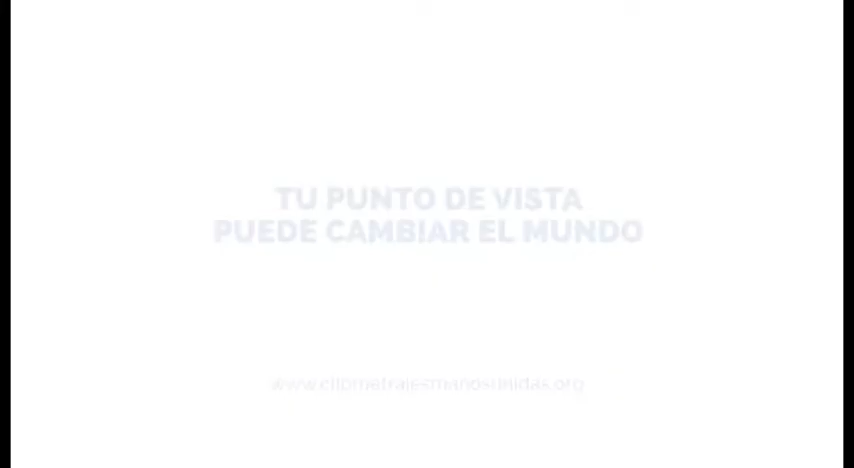 TU PUNTO DE VISTA
PUEDE CAMBIAR EL MUNDO
www.clipmetrajesmanosunidas.org